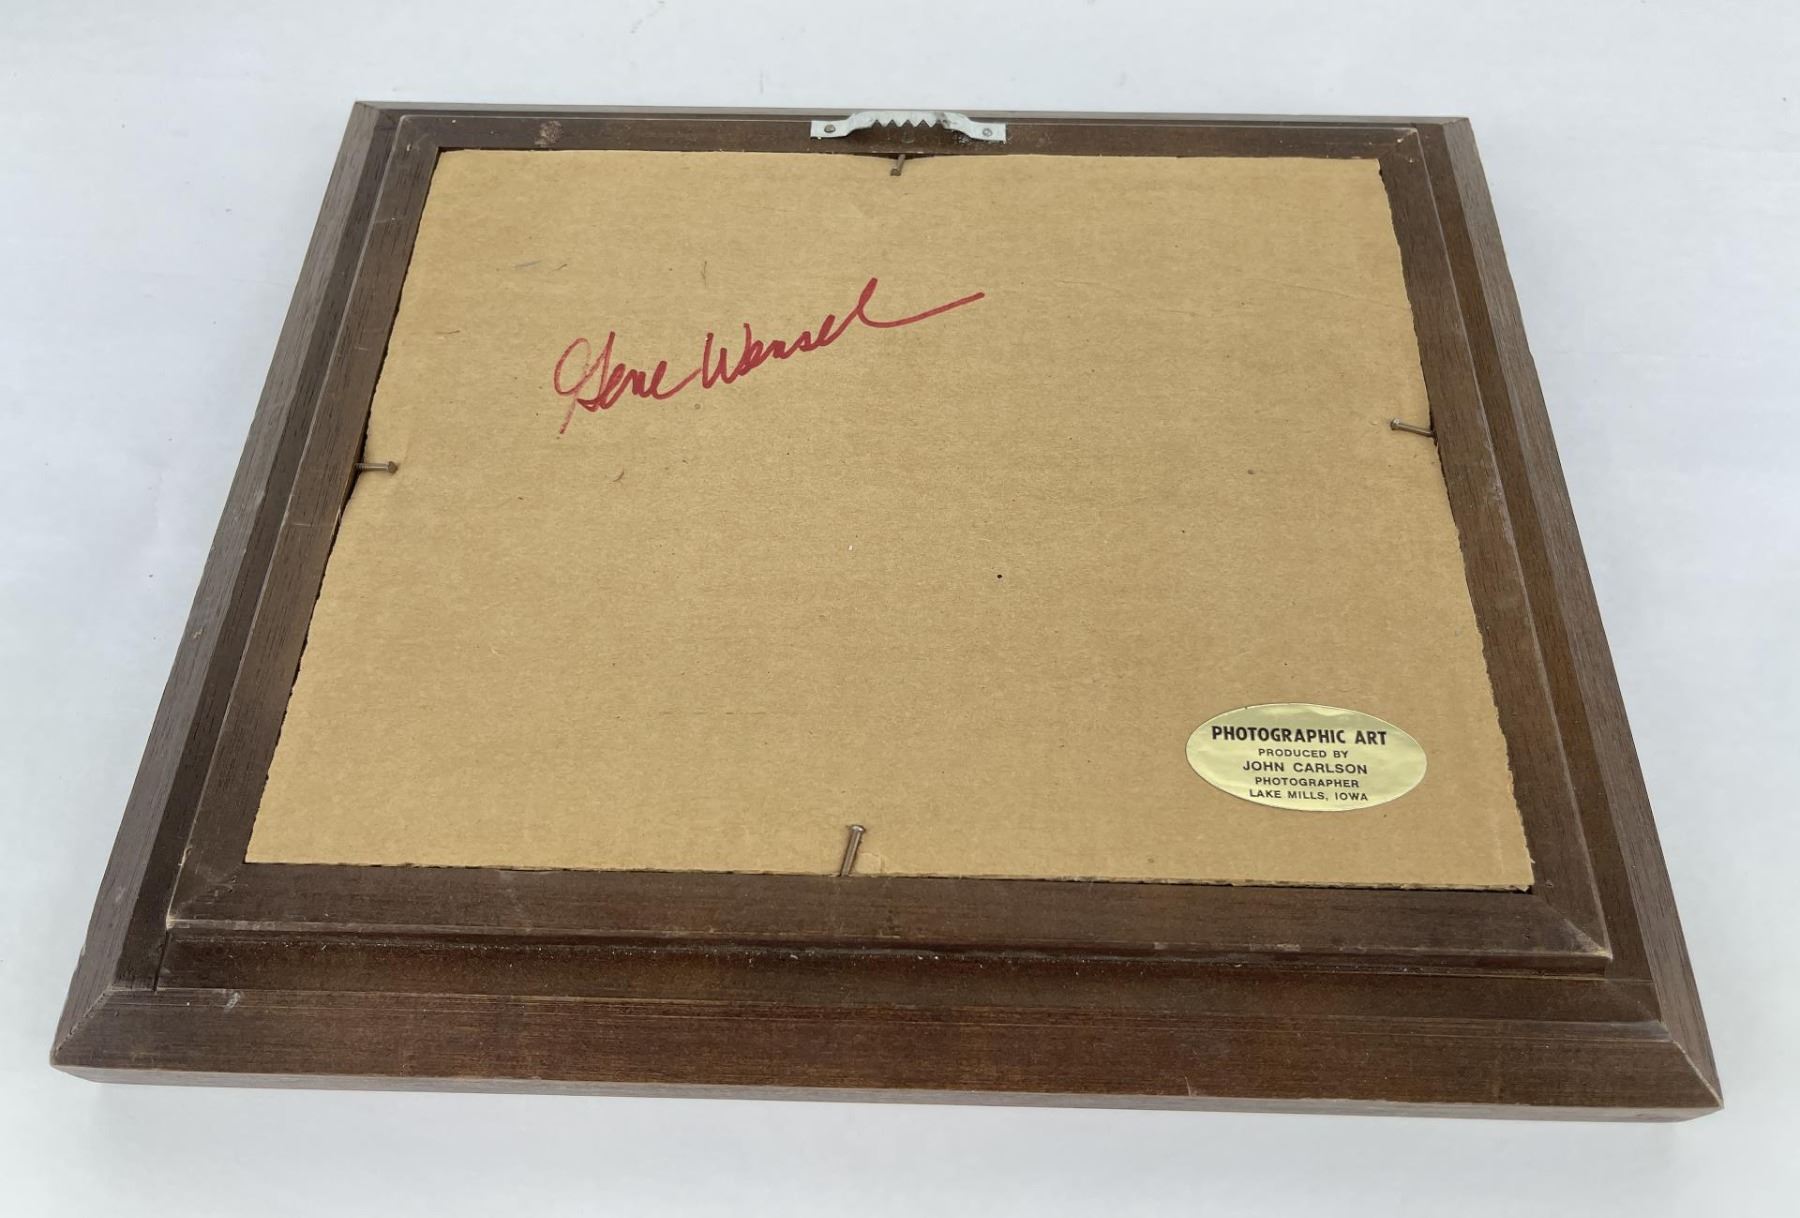 Gene Wensel
PHOTOGRAPHIC ART
PRODUCED BY
JOHN CARLSON
PHOTOGRAPHER
LAKE MILLS, IOWA